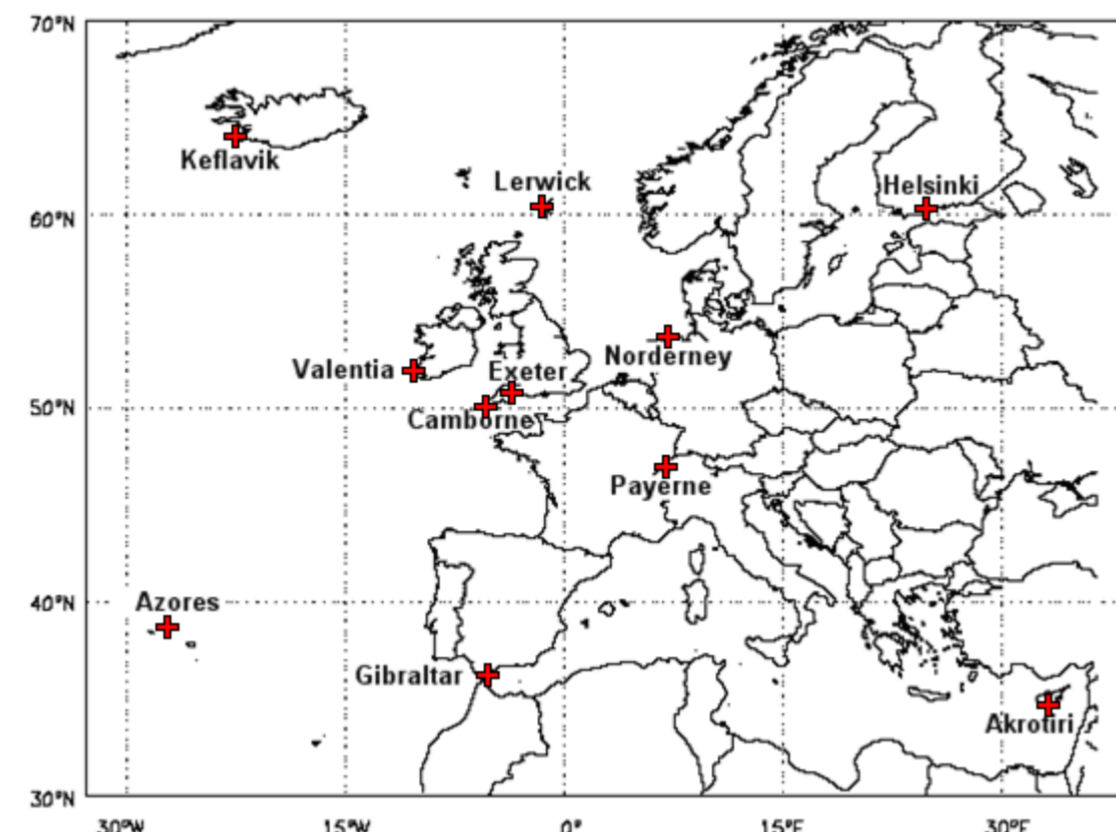 70°N
Keflavik
Lerwick
Helsinki
60°N
Norderney
Valentia
Exeter
50°N
Camborne
Payerne
40°N
Azores
Gibraltar
Akrotiri
30°N
30°W 15°W 0° 15°E 30°E